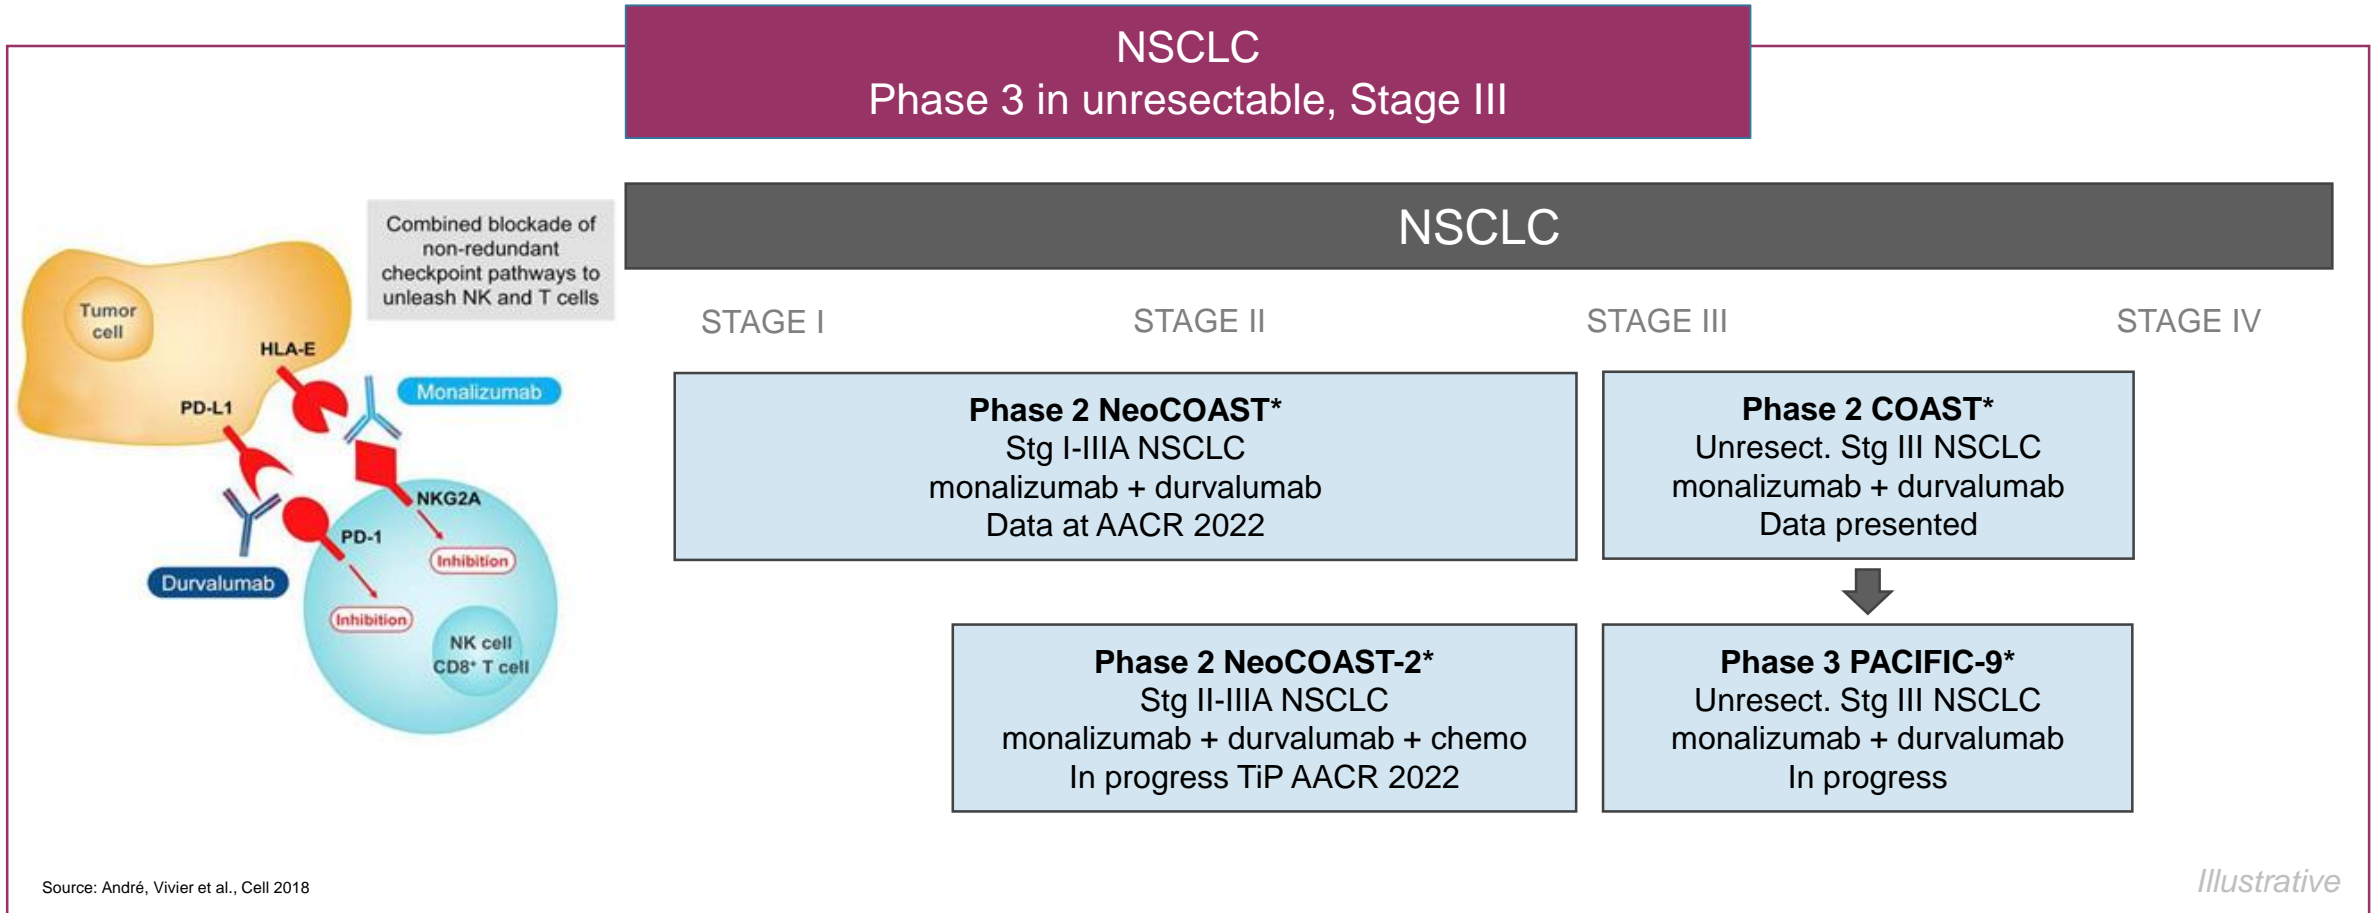 NSCLC
Phase 3 in unresectable, Stage III
Combined blockade of
non-redundant
checkpoint pathways to
unleash NK and T cells
Tumor
cell
HLA-E
Monalizumab
PD-L1
NKG2A
PD-1
Inhibition
Durvalumab
Inhibition
NK cell
CD8+ T cell
NSCLC
STAGE I
STAGE II
STAGE III
STAGE IV
Phase 2 NeoCOAST*
Stg I-IIIA NSCLC
monalizumab + durvalumab
Data at AACR 2022
Phase 2 COAST*
Unresect. Stg III NSCLC
monalizumab + durvalumab
Data presented
Phase 2 NeoCOAST-2*
Stg II-IIIA NSCLC
monalizumab + durvalumab + chemo
In progress TiP AACR 2022
Phase 3 PACIFIC-9*
Unresect. Stg III NSCLC
monalizumab + durvalumab
In progress
Source: André, Vivier et al., Cell 2018
Illustrative